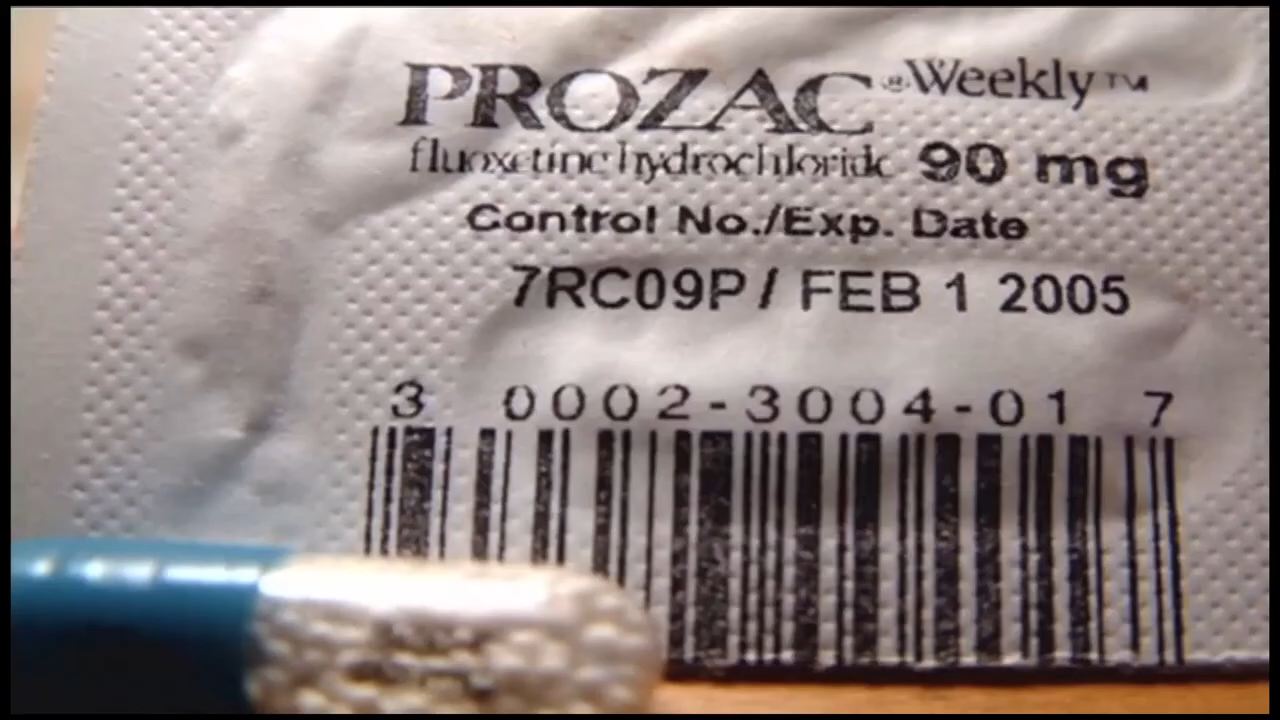 PROZAC® Weekly™
fluoxetine hydrochloride 90 mg
Control No./Exp. Date
7RC09P / FEB 1 2005
3 0002-3004-01 7